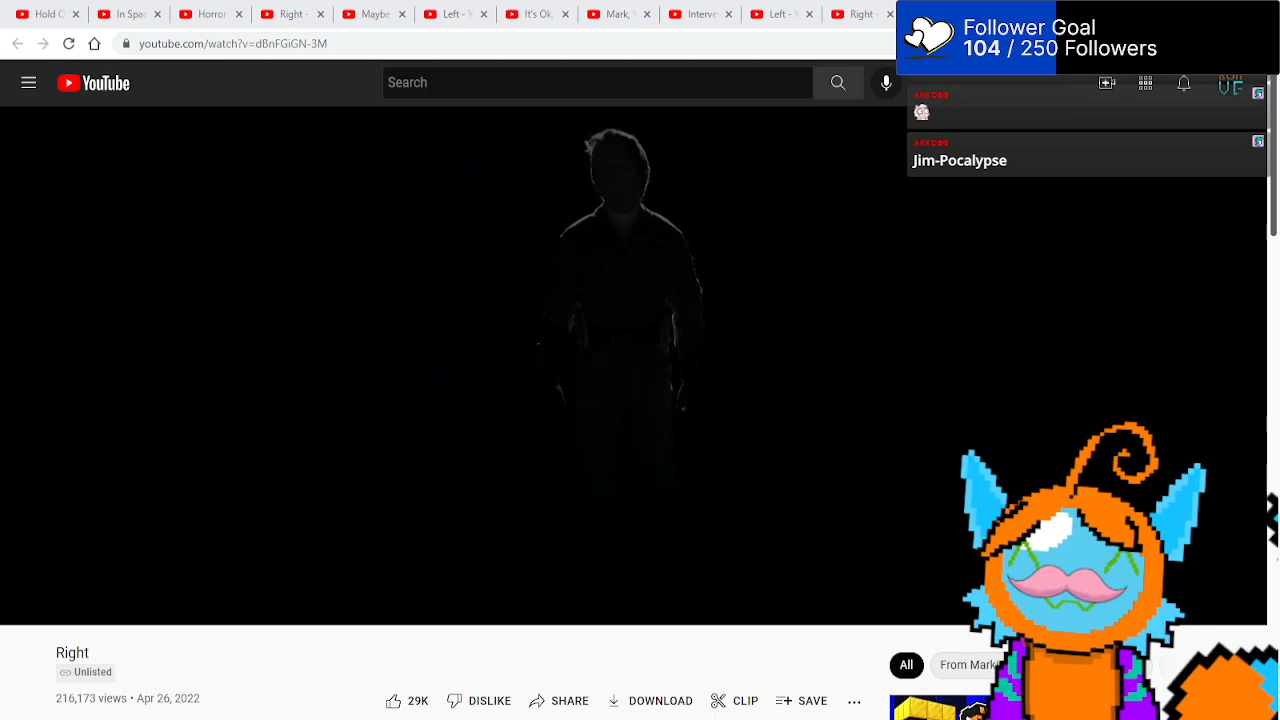 Hold O
In Spac
Horror
Right -
Maybe
Left - Y
It's Ok,
Mark, Y
Interve
Left - Y
Right -
youtube.com/watch?v=dBnFGiGN-3M
Follower Goal
104 / 250 Followers
YouTube
Search
Jim-Pocalypse
Right
Unlisted
216,173 views • Apr 26, 2022
29K
DISLIKE
SHARE
DOWNLOAD
CLIP
SAVE
All
From Mark